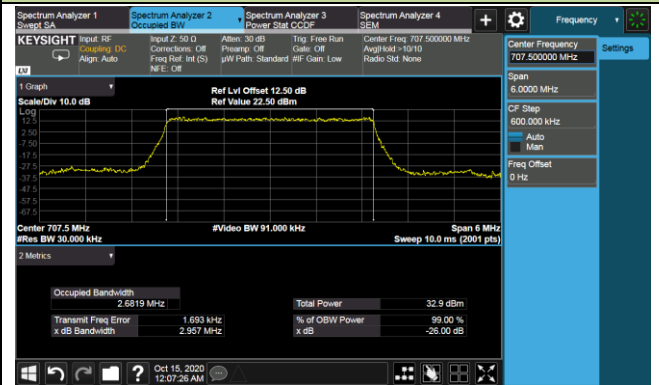 Spectrum Analyzer 1
Swept SA
Spectrum Analyzer 2
Occupied BW
Spectrum Analyzer 3
Power Stat CCDF
Spectrum Analyzer 4
SEM
+
Frequency
KEYSIGHT
Input: RF
Coupling: DC
Align: Auto
Input Z: 50 Ω
Corrections: Off
Freq Ref: Int (S)
NFE: Off
Atten: 30 dB
Preamp: Off
µW Path: Standard
Trig: Free Run
Gate: Off
#IF Gain: Low
Center Freq: 707.500000 MHz
Avg|Hold:>10/10
Radio Std: None
LXI
Center Frequency
707.500000 MHz
Settings
Span
6.0000 MHz
CF Step
600.000 kHz
Auto
Man
Freq Offset
0 Hz
1 Graph
Scale/Div 10.0 dB
Ref Lvl Offset 12.50 dB
Ref Value 22.50 dBm
Log
12.5
2.50
-7.50
-17.5
-27.5
-37.5
-47.5
-57.5
-67.5
Center 707.5 MHz
#Res BW 30.000 kHz
#Video BW 91.000 kHz
Span 6 MHz
Sweep 10.0 ms (2001 pts)
2 Metrics
Occupied Bandwidth
2.6819 MHz
Total Power 32.9 dBm
Transmit Freq Error 1.693 kHz
% of OBW Power 99.00 %
x dB Bandwidth 2.957 MHz
x dB -26.00 dB
?
Oct 15, 2020
12:07:26 AM